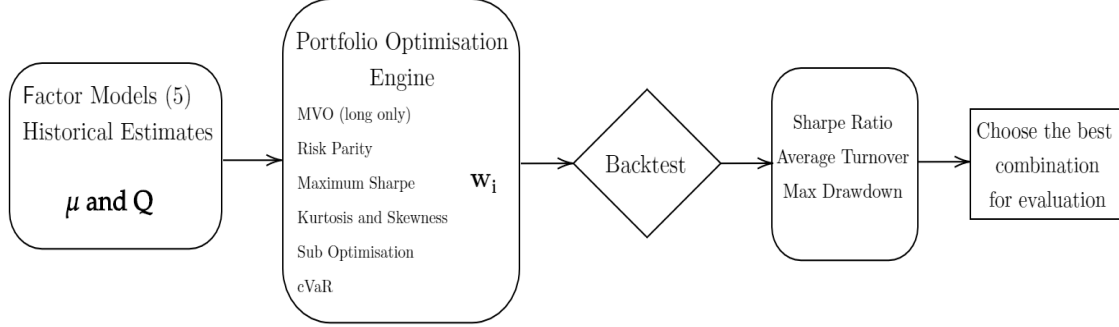 Factor Models (5)
Historical Estimates
μ and Q
Portfolio Optimisation
Engine
MVO (long only)
Risk Parity
Maximum Sharpe
Kurtosis and Skewness
Sub Optimisation
cVaR
w_i
Backtest
Sharpe Ratio
Average Turnover
Max Drawdown
Choose the best
combination
for evaluation